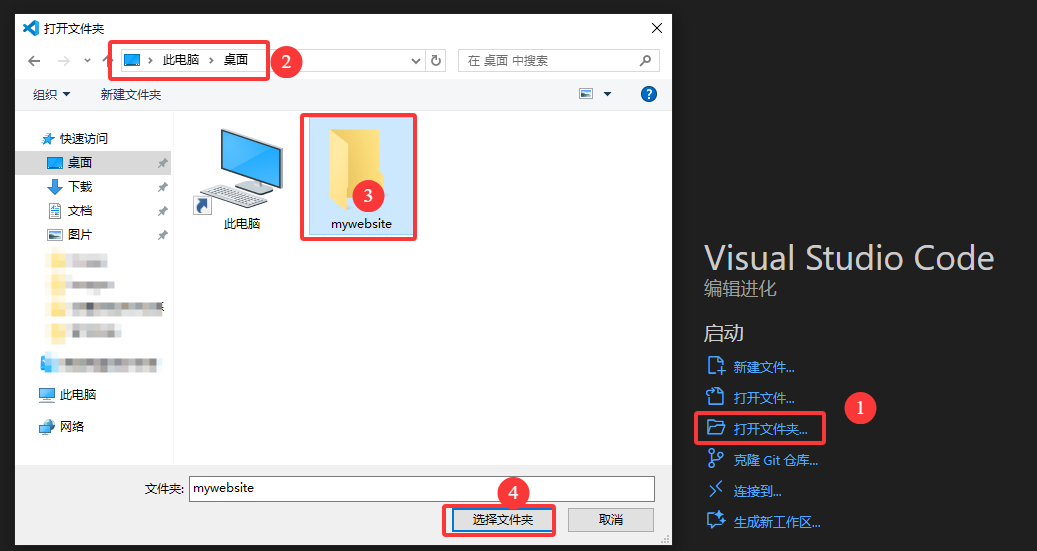 打开文件夹
此电脑 › 桌面
2
在 桌面 中搜索
组织
新建文件夹
?
快速访问
桌面
下载
文档
图片
此电脑
网络
此电脑
3
mywebsite
文件夹:
mywebsite
4
选择文件夹
取消
Visual Studio Code
编辑进化
启动
新建文件...
打开文件...
1
打开文件夹...
克隆 Git 仓库...
连接到...
生成新工作区...